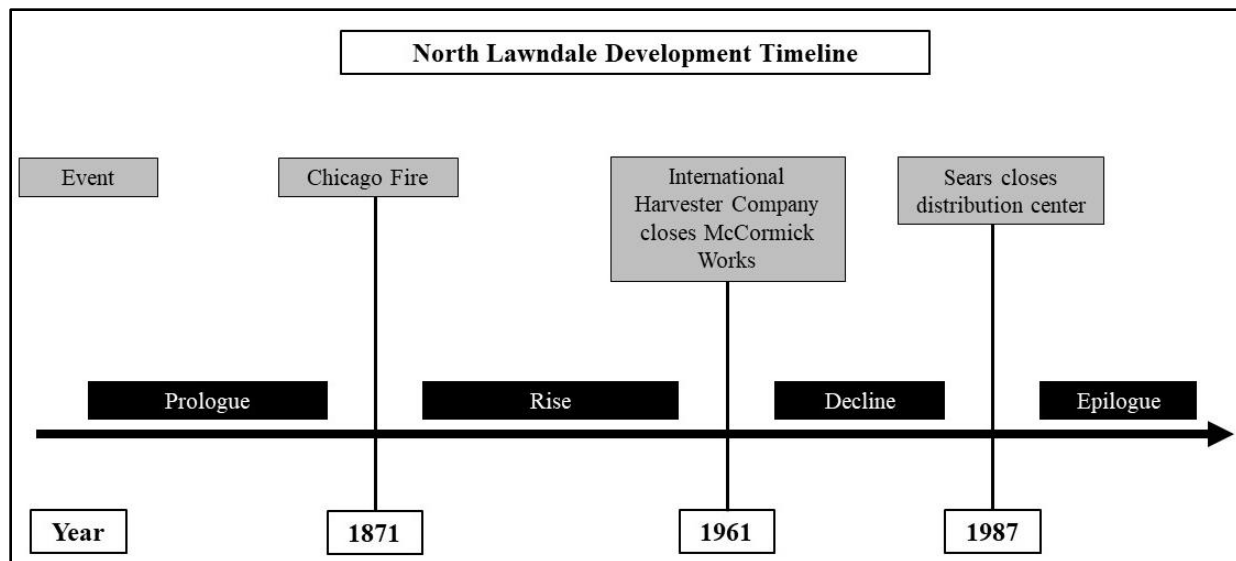 North Lawndale Development Timeline
Event
Chicago Fire
International
Harvester Company
closes McCormick
Works
Sears closes
distribution center
Prologue
Rise
Decline
Epilogue
Year
1871
1961
1987